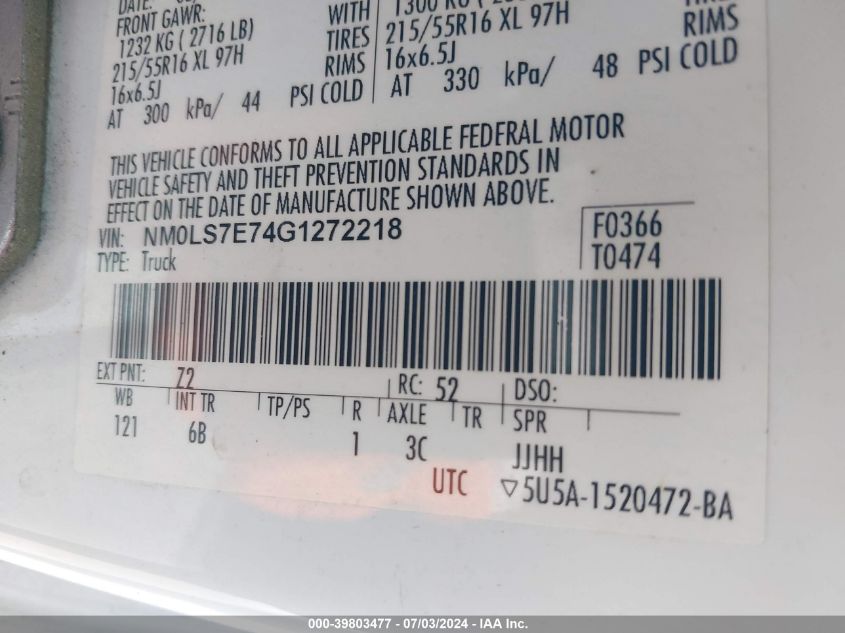 DATE:
FRONT GAWR: WITH
1232 KG ( 2716 LB) TIRES 215/55R16 XL 97H TIRES
215/55R16 XL 97H RIMS 16x6.5J RIMS
16x6.5J
AT 300 kPa/ 44 PSI COLD AT 330 kPa/ 48 PSI COLD
THIS VEHICLE CONFORMS TO ALL APPLICABLE FEDERAL MOTOR
VEHICLE SAFETY AND THEFT PREVENTION STANDARDS IN
EFFECT ON THE DATE OF MANUFACTURE SHOWN ABOVE.
VIN: NM0LS7E74G1272218 F0366
TYPE: Truck T0474
EXT PNT: Z2 RC: 52 DSO:
WB INT TR TP/PS R AXLE TR SPR
121 6B 1 3C JJHH
UTC ▽5U5A-1520472-BA
000-39803477 - 07/03/2024 - IAA Inc.